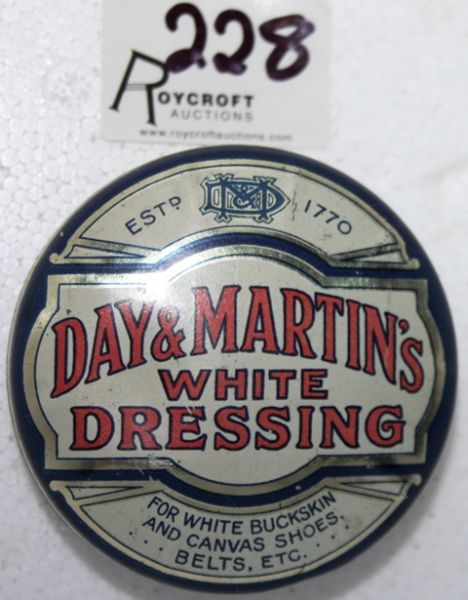 228
ROYCROFT
AUCTIONS
www.roycroftauctions.com
ESTD D&M 1770
DAY & MARTIN'S
WHITE
DRESSING
FOR WHITE BUCKSKIN
AND CANVAS SHOES,
BELTS, ETC...